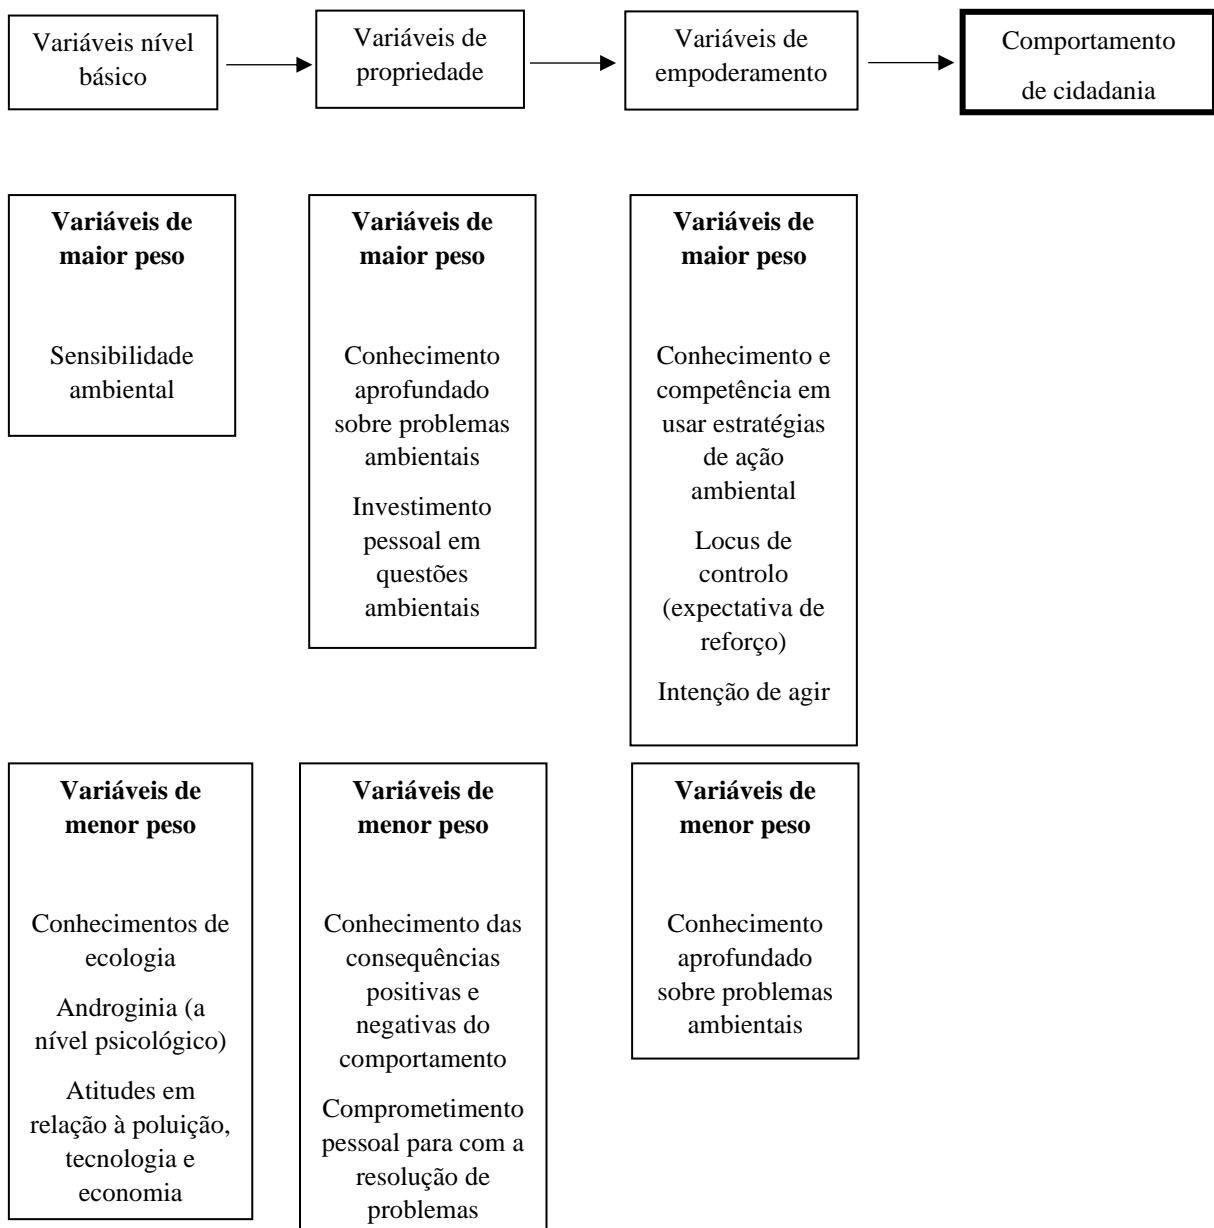 Variáveis nível
básico
Variáveis de
propriedade
Variáveis de
empoderamento
Comportamento
de cidadania
Variáveis de
maior peso
Sensibilidade
ambiental
Variáveis de
maior peso
Conhecimento
aprofundado
sobre problemas
ambientais
Investimento
pessoal em
questões
ambientais
Variáveis de
maior peso
Conhecimento e
competência em
usar estratégias
de ação
ambiental
Locus de
controlo
(expectativa de
reforço)
Intenção de agir
Variáveis de
menor peso
Conhecimentos de
ecologia
Androginia (a
nível psicológico)
Atitudes em
relação à poluição,
tecnologia e
economia
Variáveis de
menor peso
Conhecimento das
consequências
positivas e
negativas do
comportamento
Comprometimento
pessoal para com a
resolução de
problemas
Variáveis de
menor peso
Conhecimento
aprofundado
sobre problemas
ambientais